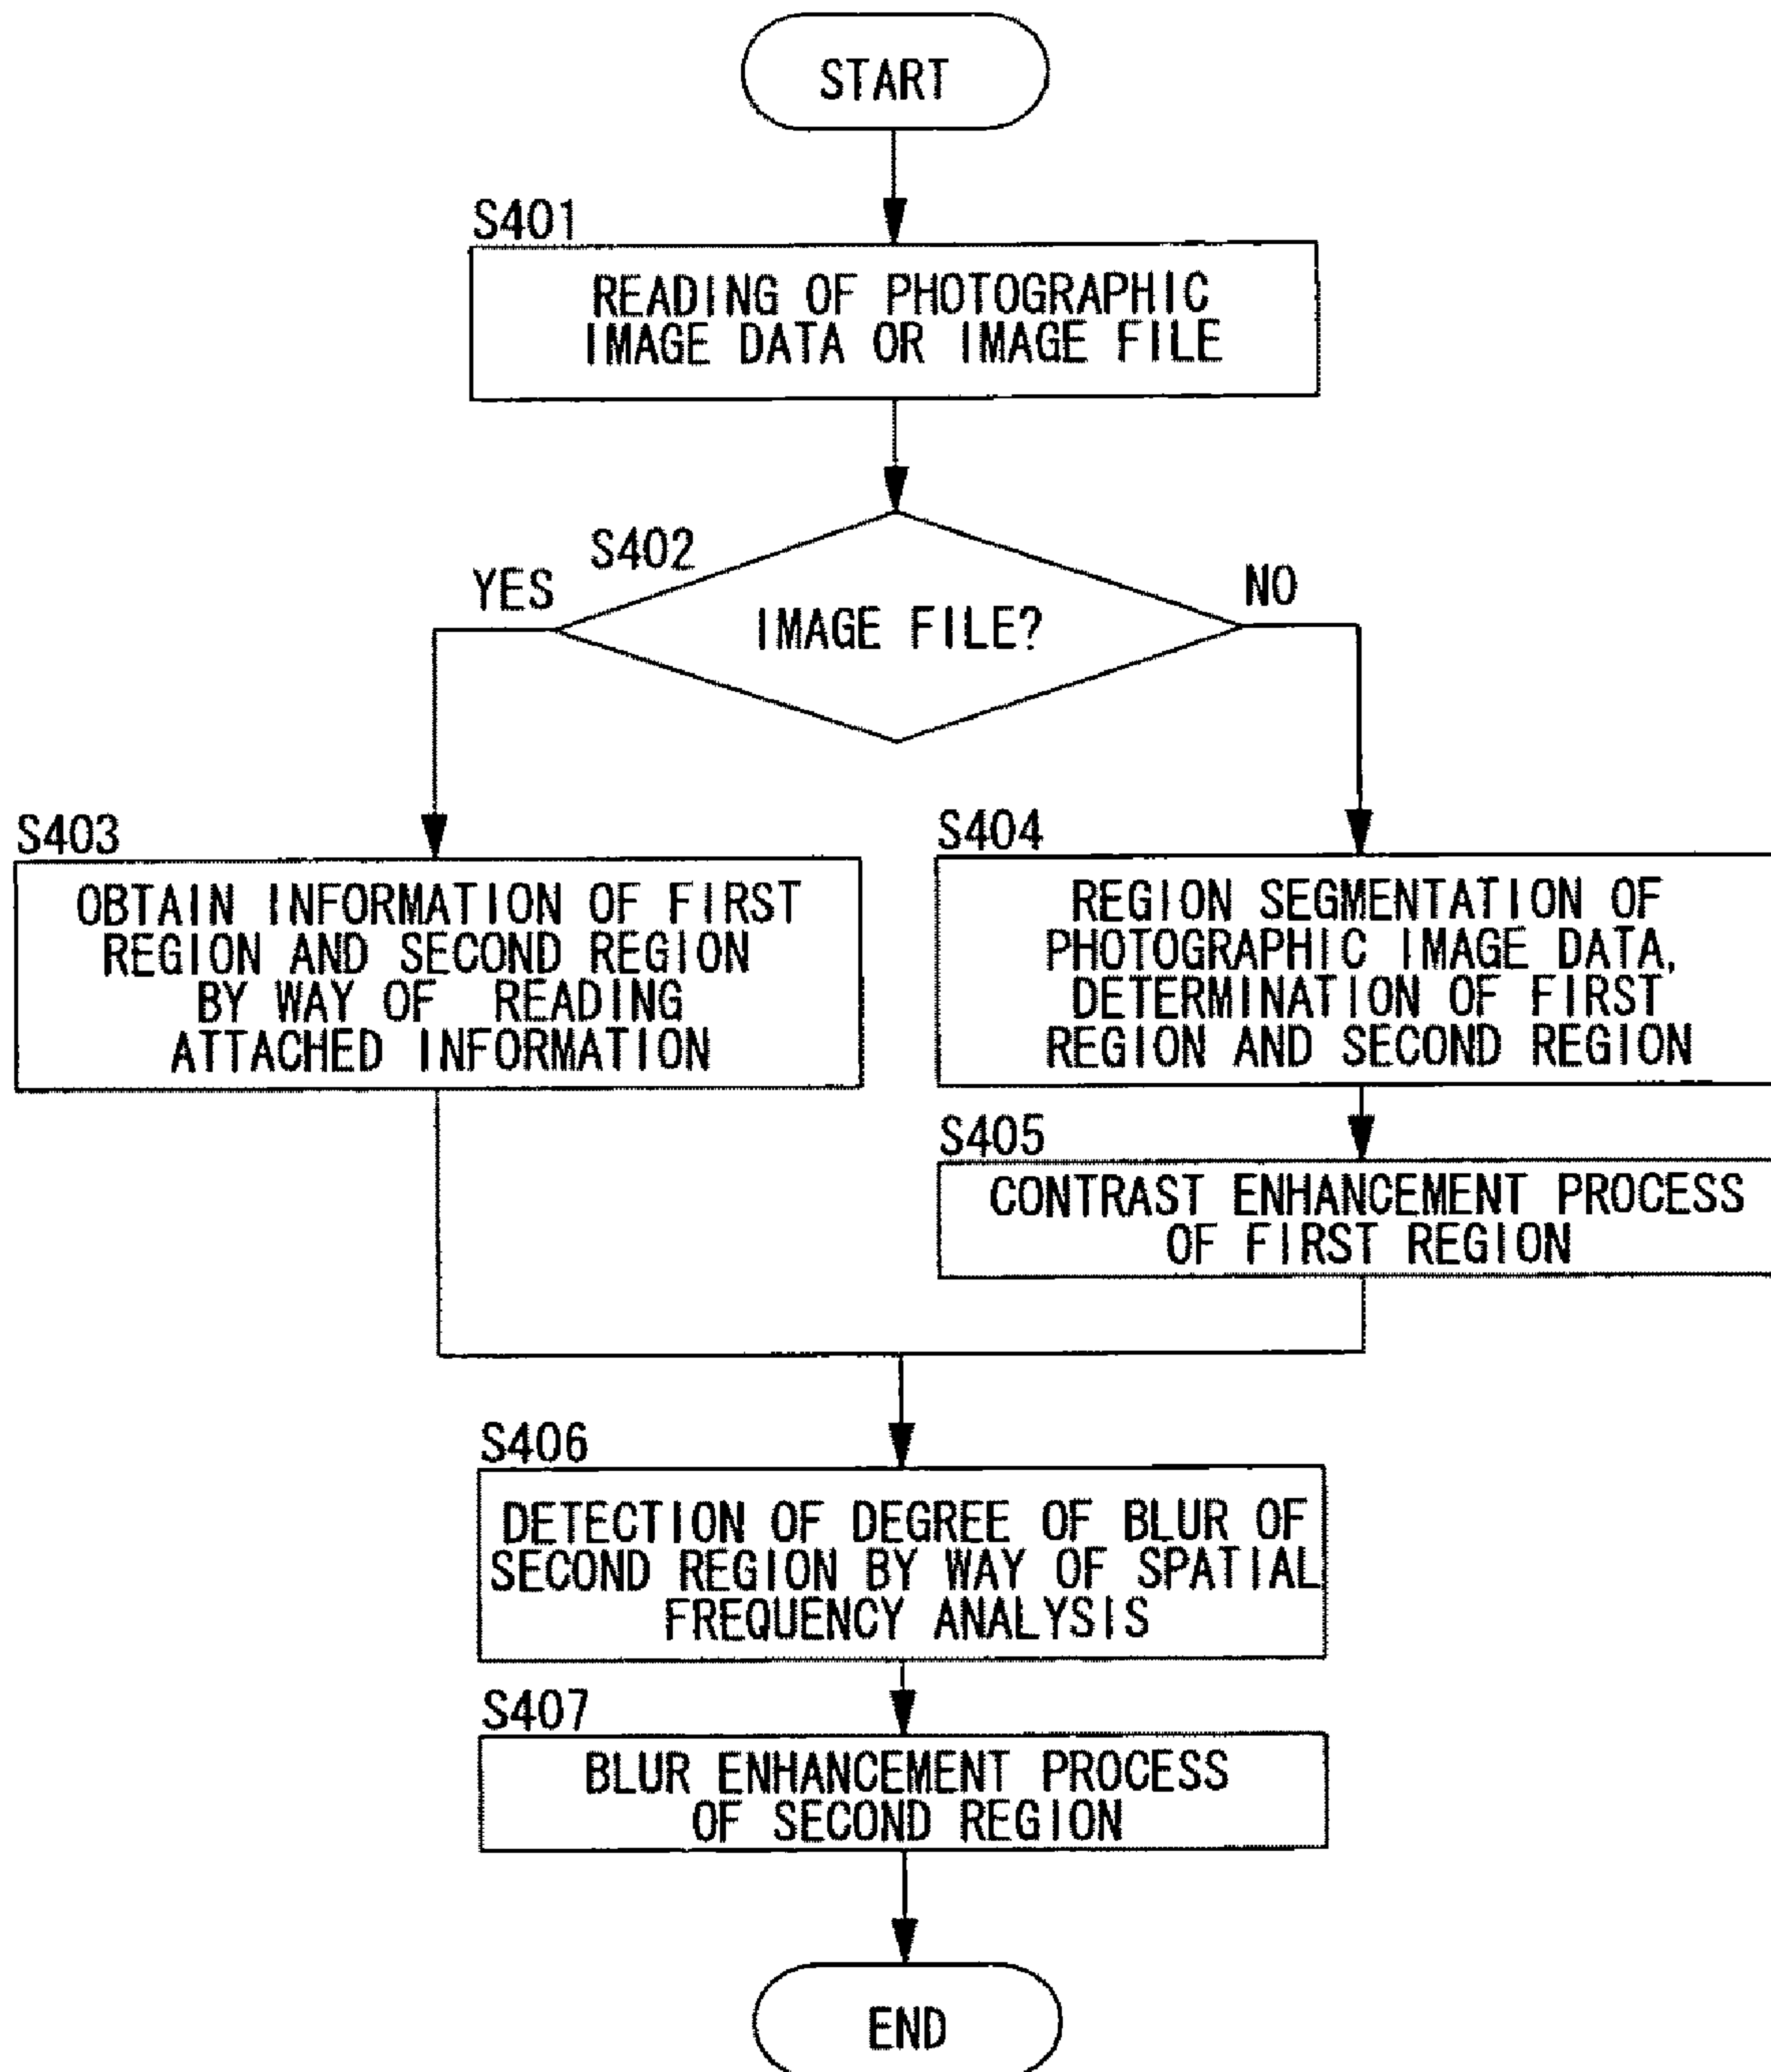 START
S401
READING OF PHOTOGRAPHIC
IMAGE DATA OR IMAGE FILE
S402
YES
NO
IMAGE FILE?
S403
OBTAIN INFORMATION OF FIRST
REGION AND SECOND REGION
BY WAY OF READING
ATTACHED INFORMATION
S404
REGION SEGMENTATION OF
PHOTOGRAPHIC IMAGE DATA,
DETERMINATION OF FIRST
REGION AND SECOND REGION
S405
CONTRAST ENHANCEMENT PROCESS
OF FIRST REGION
S406
DETECTION OF DEGREE OF BLUR OF
SECOND REGION BY WAY OF SPATIAL
FREQUENCY ANALYSIS
S407
BLUR ENHANCEMENT PROCESS
OF SECOND REGION
END